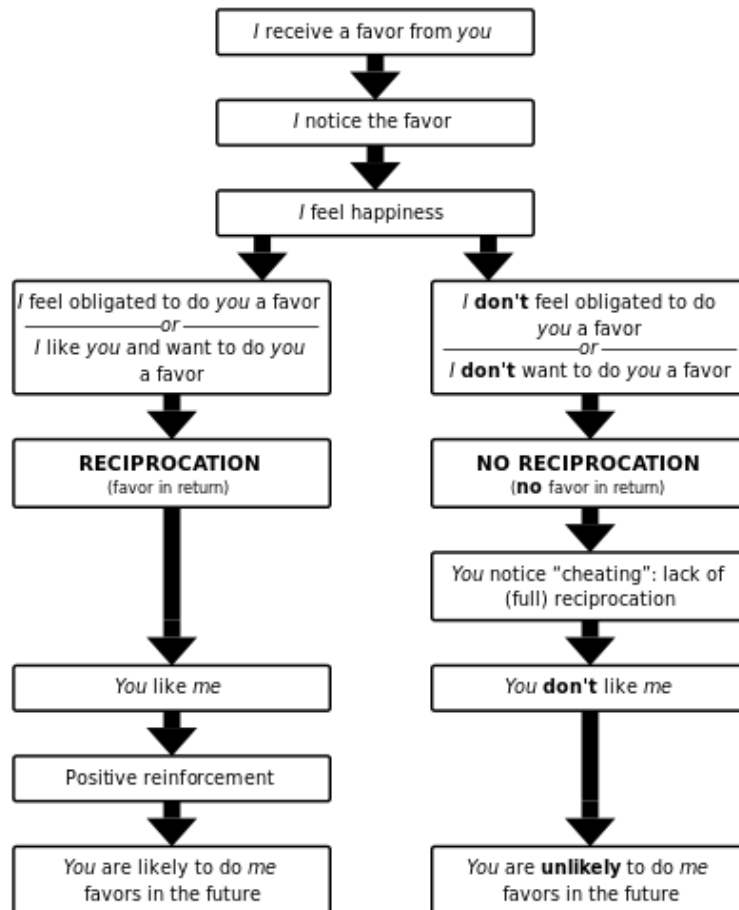 I receive a favor from you
I notice the favor
I feel happiness
I feel obligated to do you a favor
or
I like you and want to do you
a favor
I don't feel obligated to do
you a favor
or
I don't want to do you a favor
RECIPROCATION
(favor in return)
NO RECIPROCATION
(no favor in return)
You notice “cheating”: lack of
(full) reciprocation
You like me
You don't like me
Positive reinforcement
You are likely to do me
favors in the future
You are unlikely to do me
favors in the future